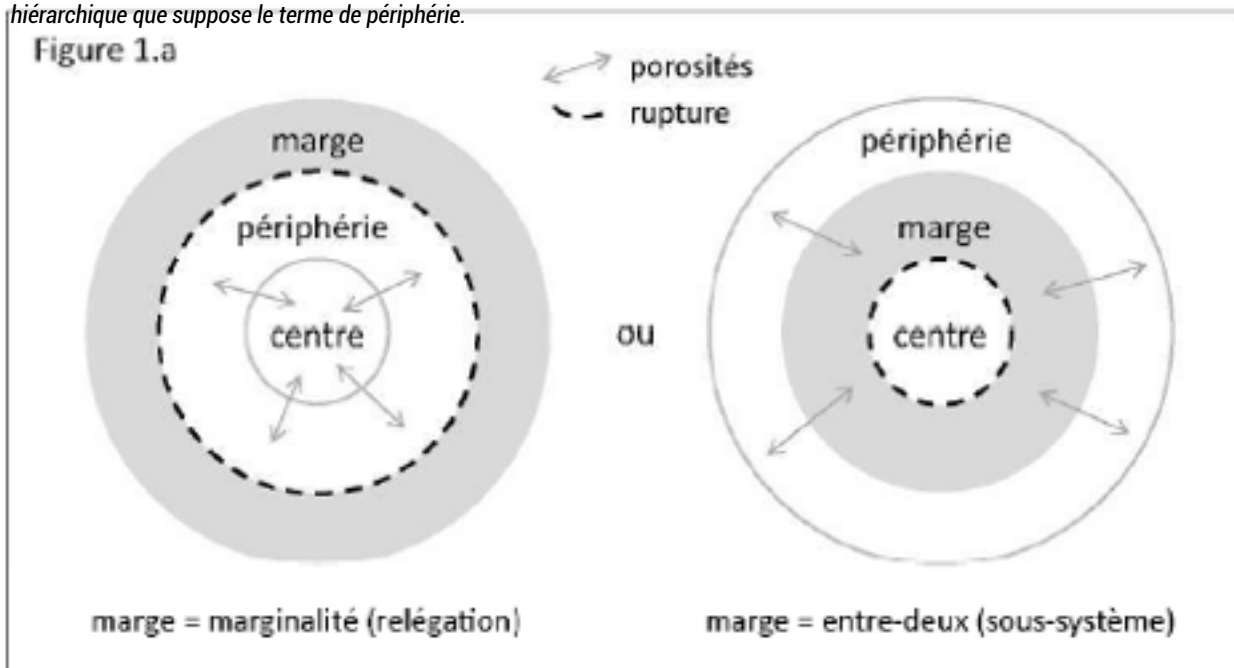 hiérarchique que suppose le terme de périphérie.
Figure 1.a
porosités
rupture
marge
périphérie
centre
ou
périphérie
marge
centre
marge = marginalité (relégation)
marge = entre-deux (sous-système)